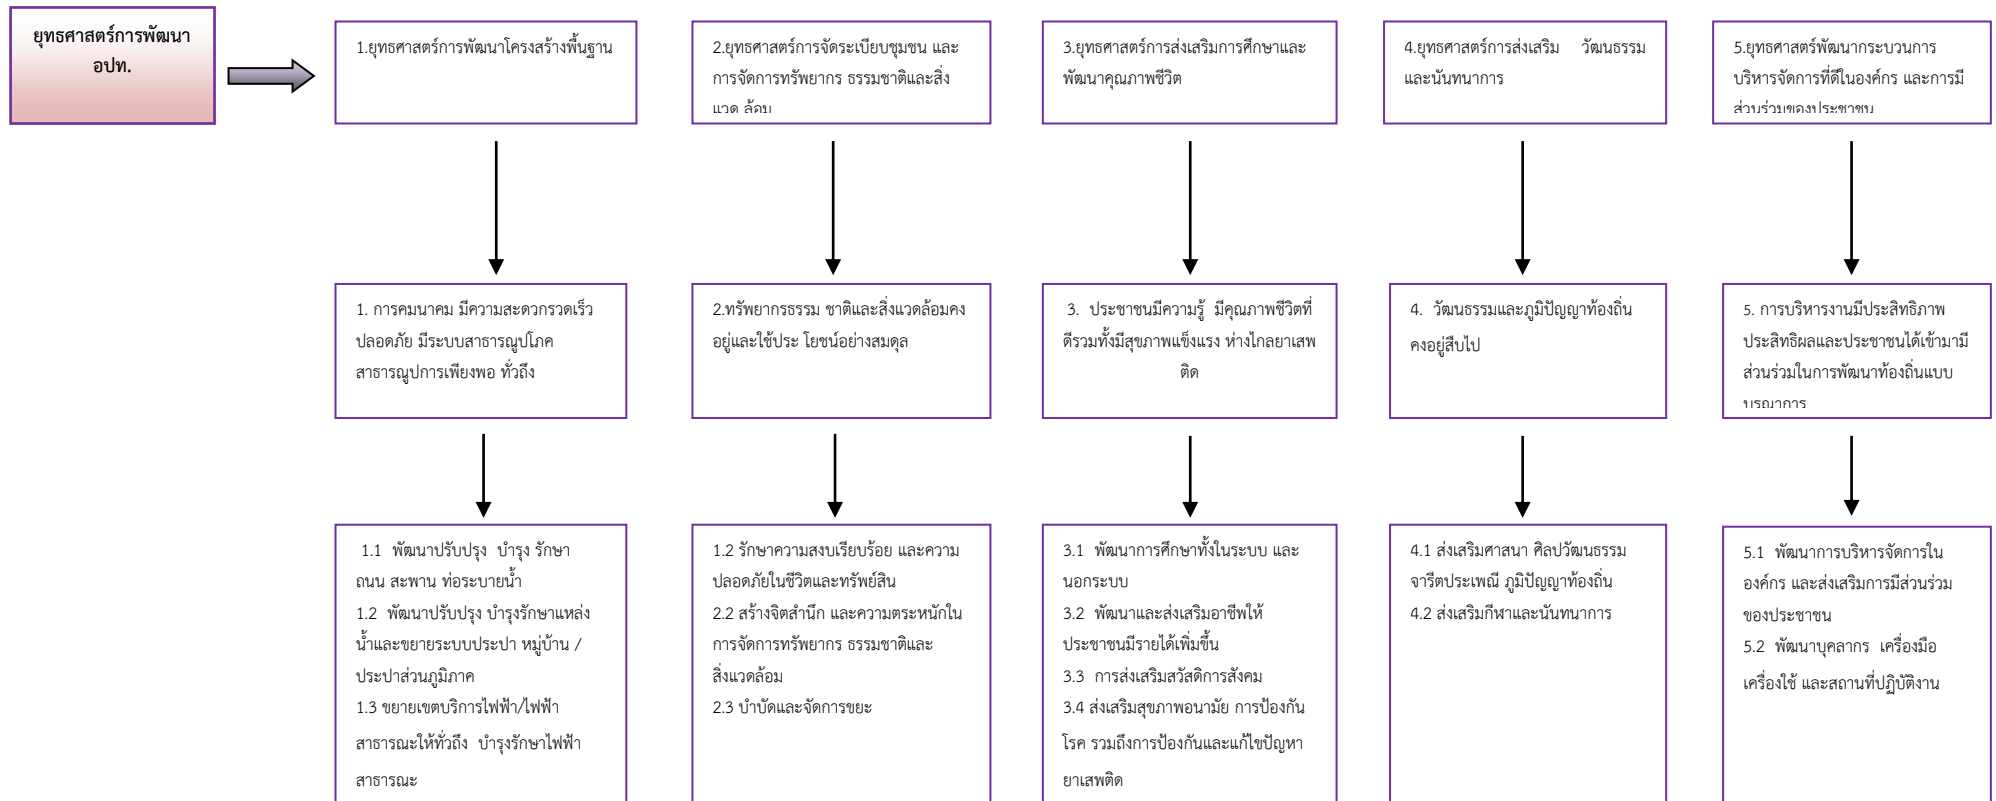 ยุทธศาสตร์การพัฒนา
อปท.
1.ยุทธศาสตร์การพัฒนาโครงสร้างพื้นฐาน
2.ยุทธศาสตร์การจัดระเบียบชุมชน และ
การจัดการทรัพยากร ธรรมชาติและสิ่ง
แวด ล้อม
3.ยุทธศาสตร์การส่งเสริมการศึกษาและ
พัฒนาคุณภาพชีวิต
4.ยุทธศาสตร์การส่งเสริม วัฒนธรรม
และนันทนาการ
5.ยุทธศาสตร์พัฒนากระบวนการ
บริหารจัดการที่ดีในองค์กร และการมี
ส่วนร่วมของประชาชน
1. การคมนาคม มีความสะดวกรวดเร็ว
ปลอดภัย มีระบบสาธารณูปโภค
สาธารณูปการเพียงพอ ทั่วถึง
2.ทรัพยากรธรรม ชาติและสิ่งแวดล้อมคง
อยู่และใช้ประ โยชน์อย่างสมดุล
3. ประชาชนมีความรู้ มีคุณภาพชีวิตที่
ดีรวมทั้งมีสุขภาพแข็งแรง ห่างไกลยาเสพ
ติด
4. วัฒนธรรมและภูมิปัญญาท้องถิ่น
คงอยู่สืบไป
5. การบริหารงานมีประสิทธิภาพ
ประสิทธิผลและประชาชนได้เข้ามามี
ส่วนร่วมในการพัฒนาท้องถิ่นแบบ
บูรณาการ
1.1 พัฒนาปรับปรุง บำรุง รักษา
ถนน สะพาน ท่อระบายน้ำ
1.2 พัฒนาปรับปรุง บำรุงรักษาแหล่ง
น้ำและขยายระบบประปา หมู่บ้าน /
ประปาส่วนภูมิภาค
1.3 ขยายเขตบริการไฟฟ้า/ไฟฟ้า
สาธารณะให้ทั่วถึง บำรุงรักษาไฟฟ้า
สาธารณะ
1.2 รักษาความสงบเรียบร้อย และความ
ปลอดภัยในชีวิตและทรัพย์สิน
2.2 สร้างจิตสำนึก และความตระหนักใน
การจัดการทรัพยากร ธรรมชาติและ
สิ่งแวดล้อม
2.3 บำบัดและจัดการขยะ
3.1 พัฒนาการศึกษาทั้งในระบบ และ
นอกระบบ
3.2 พัฒนาและส่งเสริมอาชีพให้
ประชาชนมีรายได้เพิ่มขึ้น
3.3 การส่งเสริมสวัสดิการสังคม
3.4 ส่งเสริมสุขภาพอนามัย การป้องกัน
โรค รวมถึงการป้องกันและแก้ไขปัญหา
ยาเสพติด
4.1 ส่งเสริมศาสนา ศิลปวัฒนธรรม
จารีตประเพณี ภูมิปัญญาท้องถิ่น
4.2 ส่งเสริมกีฬาและนันทนาการ
5.1 พัฒนาการบริหารจัดการใน
องค์กร และส่งเสริมการมีส่วนร่วม
ของประชาชน
5.2 พัฒนาบุคลากร เครื่องมือ
เครื่องใช้ และสถานที่ปฏิบัติงาน